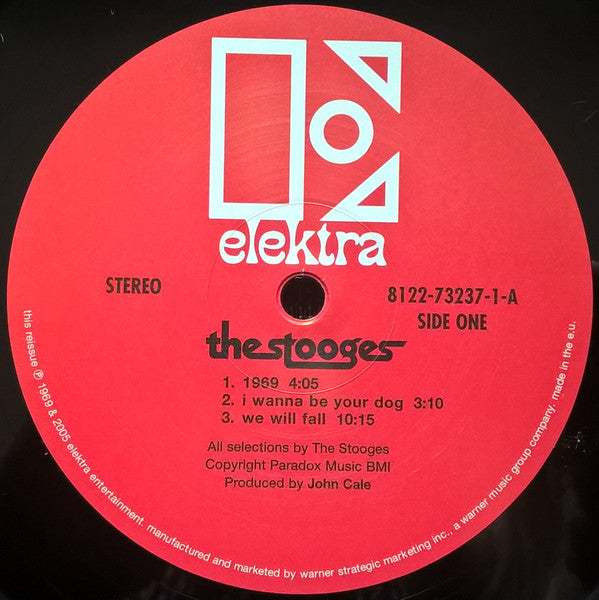 elektra
STEREO
8122-73237-1-A
SIDE ONE
the stooges
1. 1969 4:05
2. i wanna be your dog 3:10
3. we will fall 10:15
All selections by The Stooges
Copyright Paradox Music BMI
Produced by John Cale
this reissue ℗ 1969 & 2005 elektra entertainment. manufactured and marketed by warner strategic marketing inc., a warner music group company. made in the e.u.